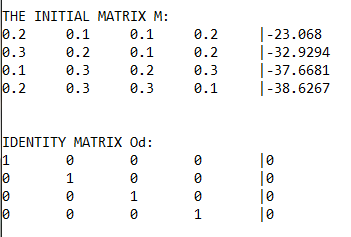 THE INITIAL MATRIX M:
0.2 0.1 0.1 0.2 |-23.068
0.3 0.2 0.1 0.2 |-32.9294
0.1 0.3 0.2 0.3 |-37.6681
0.2 0.3 0.3 0.1 |-38.6267
IDENTITY MATRIX Od:
1 0 0 0 |0
0 1 0 0 |0
0 0 1 0 |0
0 0 0 1 |0